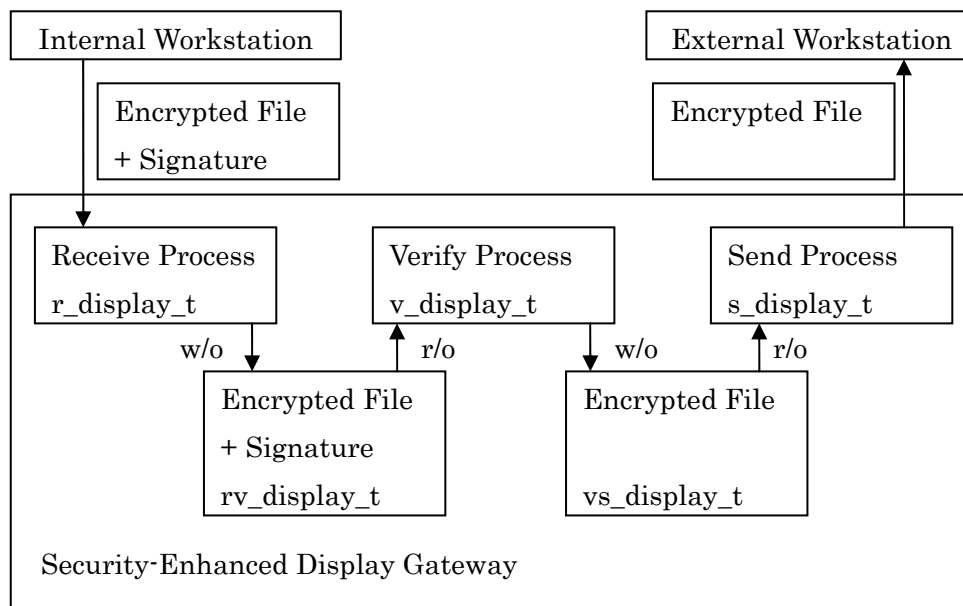 Internal Workstation
External Workstation
Encrypted File
+ Signature
Encrypted File
Receive Process
r_display_t
Verify Process
v_display_t
Send Process
s_display_t
w/o
r/o
w/o
r/o
Encrypted File
+ Signature
rv_display_t
Encrypted File
vs_display_t
Security-Enhanced Display Gateway